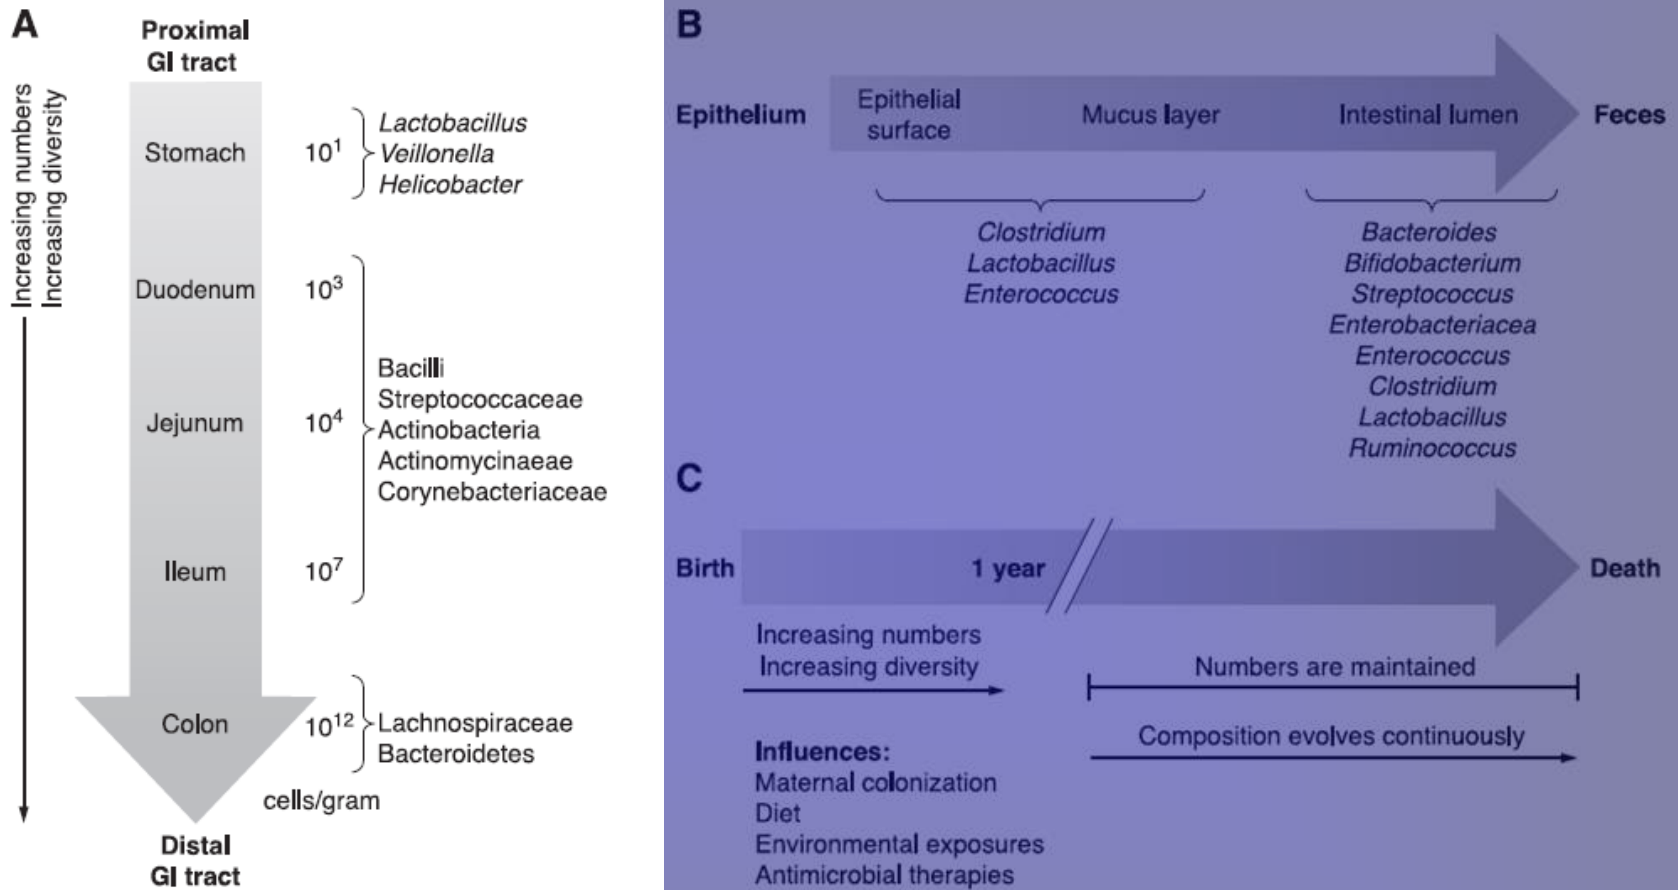 A
Proximal
GI tract
Increasing numbers
Increasing diversity
Stomach
10¹
Lactobacillus
Veillonella
Helicobacter
Duodenum
10³
Jejunum
10⁴
Ileum
10⁷
Bacilli
Streptococcaceae
Actinobacteria
Actinomycinaeae
Corynebacteriaceae
Colon
10¹²
Lachnospiraceae
Bacteroidetes
cells/gram
Distal
GI tract
B
Epithelium
Epithelial
surface
Mucus layer
Intestinal lumen
Feces
Clostridium
Lactobacillus
Enterococcus
Bacteroides
Bifidobacterium
Streptococcus
Enterobacteriacea
Enterococcus
Clostridium
Lactobacillus
Ruminococcus
C
Birth
1 year
Death
Increasing numbers
Increasing diversity
Numbers are maintained
Composition evolves continuously
Influences:
Maternal colonization
Diet
Environmental exposures
Antimicrobial therapies